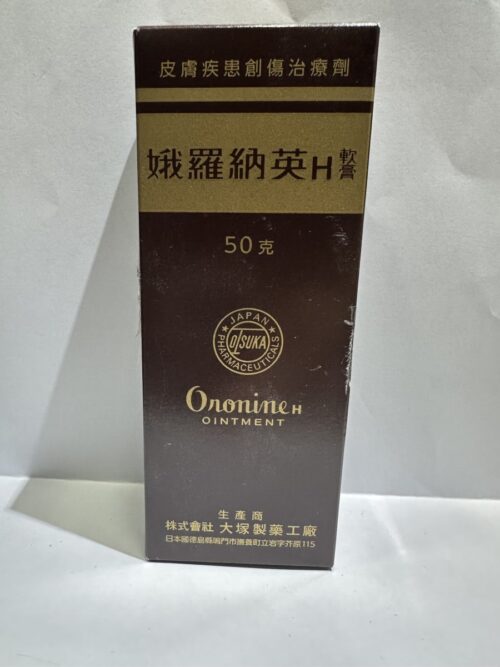 皮膚疾患創傷治療劑
娥羅納英H軟膏
50克
JAPAN
OTSUKA
PHARMACEUTICALS
Oronine H
OINTMENT
生產商
株式會社 大塚製藥工廠
日本國德島縣鳴門市撫養町立岩字芥原115